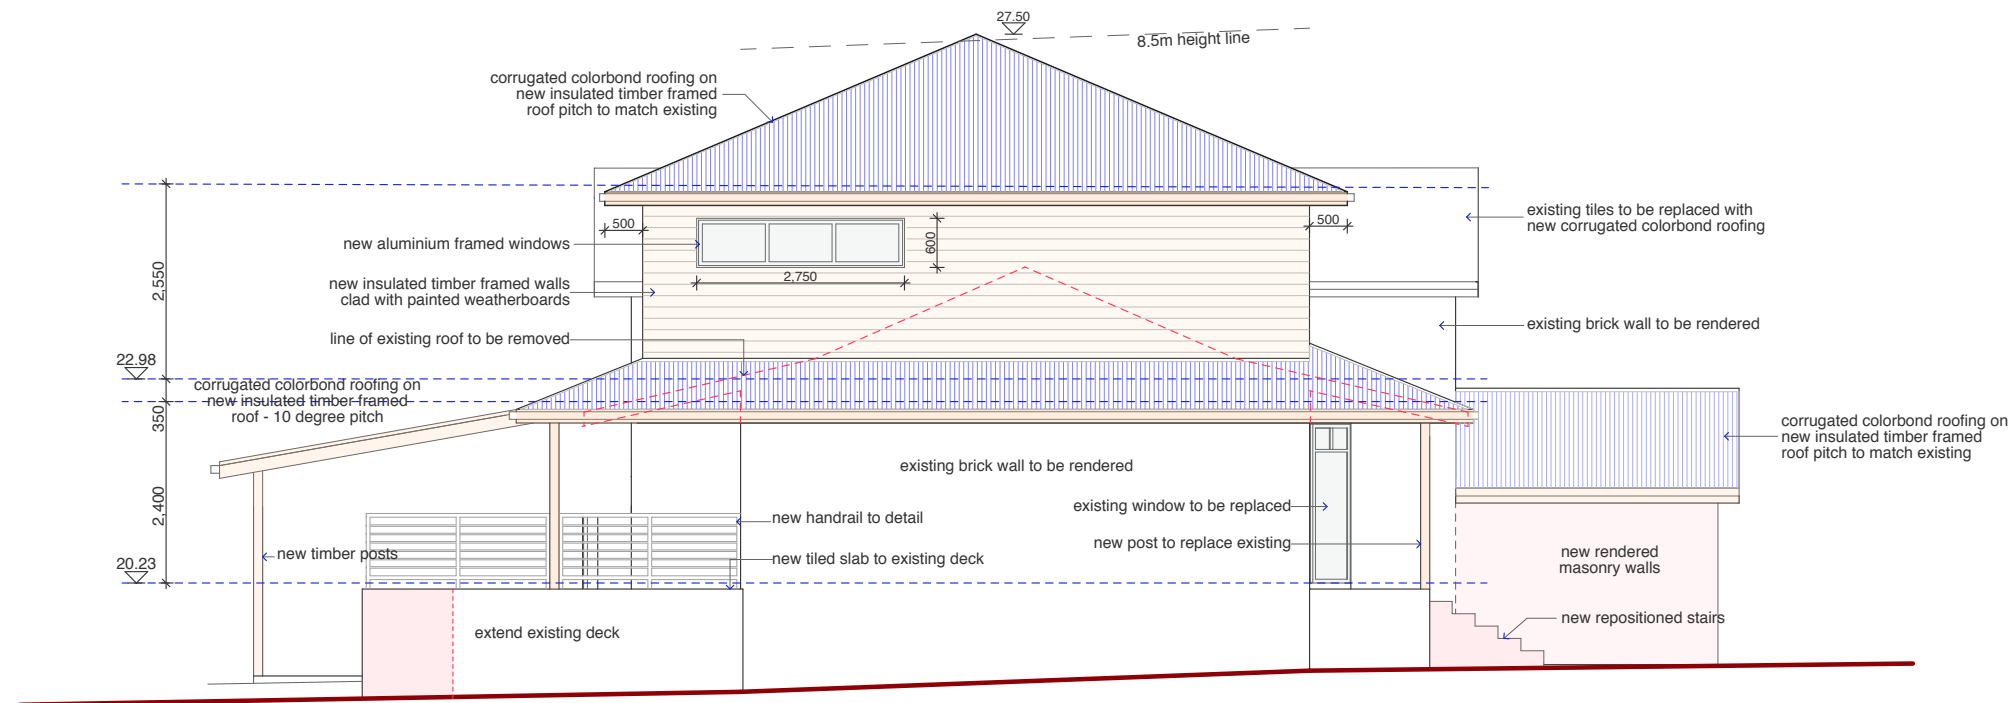 27.50
8.5m height line
corrugated colorbond roofing on
new insulated timber framed
roof pitch to match existing
existing tiles to be replaced with
new corrugated colorbond roofing
500
600
500
new aluminium framed windows
2,750
2,550
new insulated timber framed walls
clad with painted weatherboards
existing brick wall to be rendered
line of existing roof to be removed
22.98
corrugated colorbond roofing on
new insulated timber framed
roof - 10 degree pitch
350
corrugated colorbond roofing on
new insulated timber framed
roof pitch to match existing
existing brick wall to be rendered
2,400
existing window to be replaced
new handrail to detail
new post to replace existing
new timber posts
new tiled slab to existing deck
new rendered
masonry walls
20.23
new repositioned stairs
extend existing deck